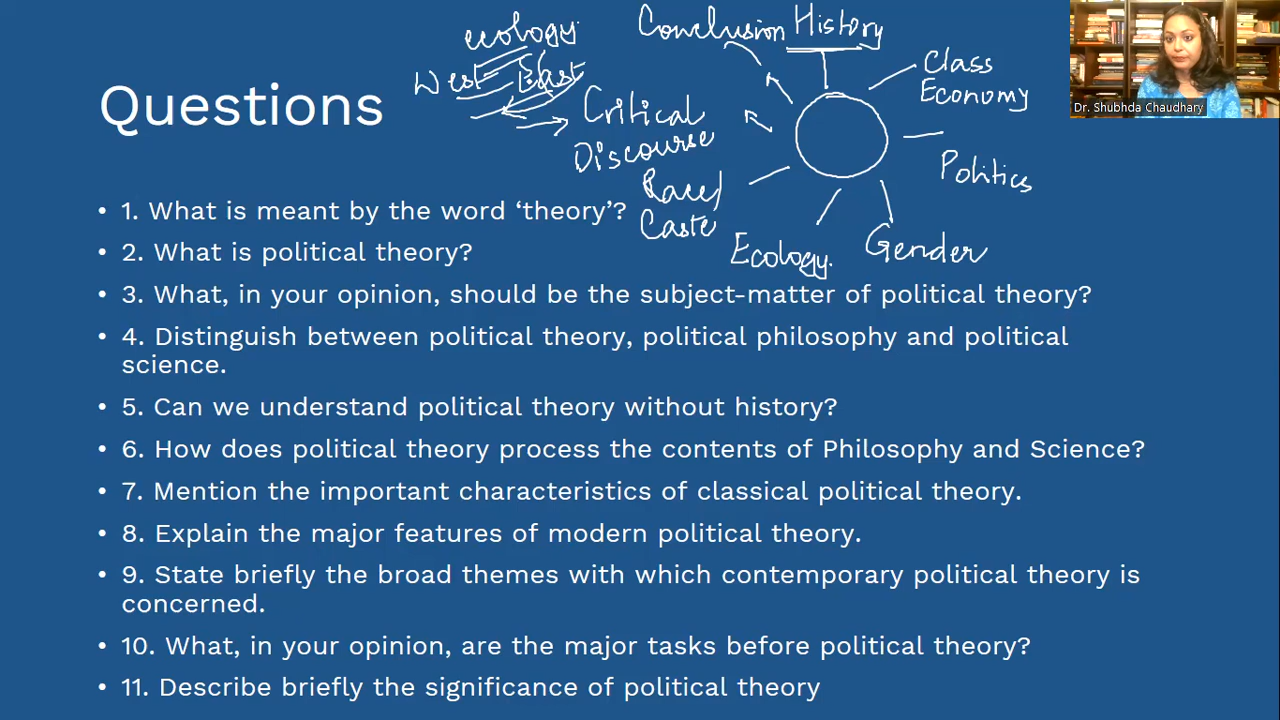 ecology
West East
Critical
Discourse
Conclusion
History
Class
Economy
Politics
Gender
Ecology.
Race/
Caste
Dr. Shubhda Chaudhary
Questions
• 1. What is meant by the word ‘theory’?
• 2. What is political theory?
• 3. What, in your opinion, should be the subject-matter of political theory?
• 4. Distinguish between political theory, political philosophy and political
science.
• 5. Can we understand political theory without history?
• 6. How does political theory process the contents of Philosophy and Science?
• 7. Mention the important characteristics of classical political theory.
• 8. Explain the major features of modern political theory.
• 9. State briefly the broad themes with which contemporary political theory is
concerned.
• 10. What, in your opinion, are the major tasks before political theory?
• 11. Describe briefly the significance of political theory